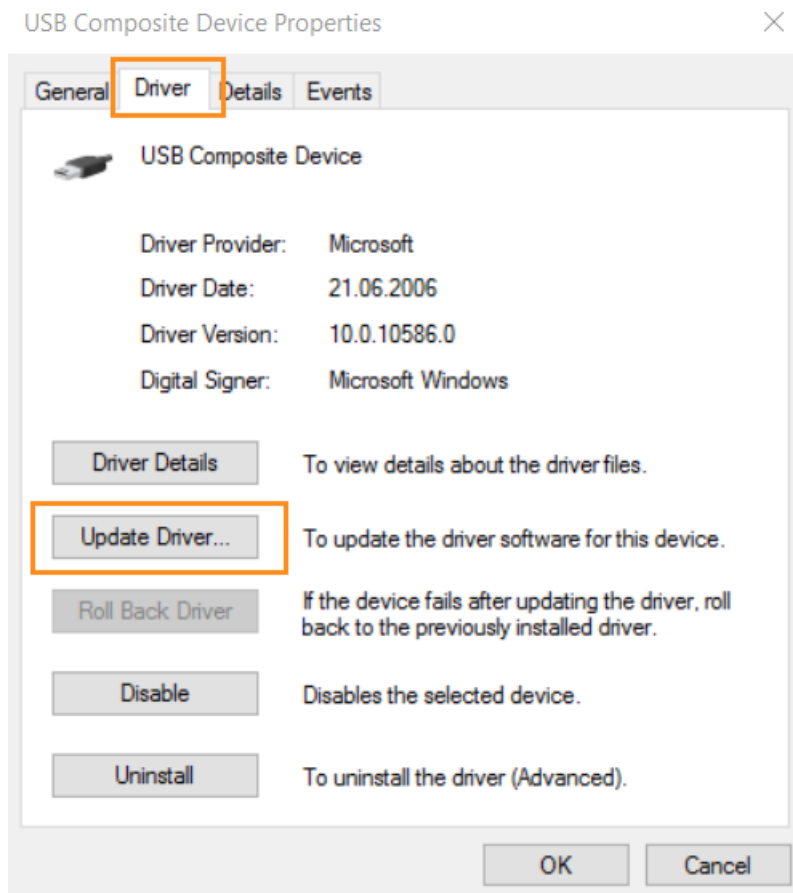 USB Composite Device Properties
General Driver Details Events
USB Composite Device
Driver Provider: Microsoft
Driver Date: 21.06.2006
Driver Version: 10.0.10586.0
Digital Signer: Microsoft Windows
Driver Details To view details about the driver files.
Update Driver... To update the driver software for this device.
Roll Back Driver If the device fails after updating the driver, roll
back to the previously installed driver.
Disable Disables the selected device.
Uninstall To uninstall the driver (Advanced).
OK Cancel